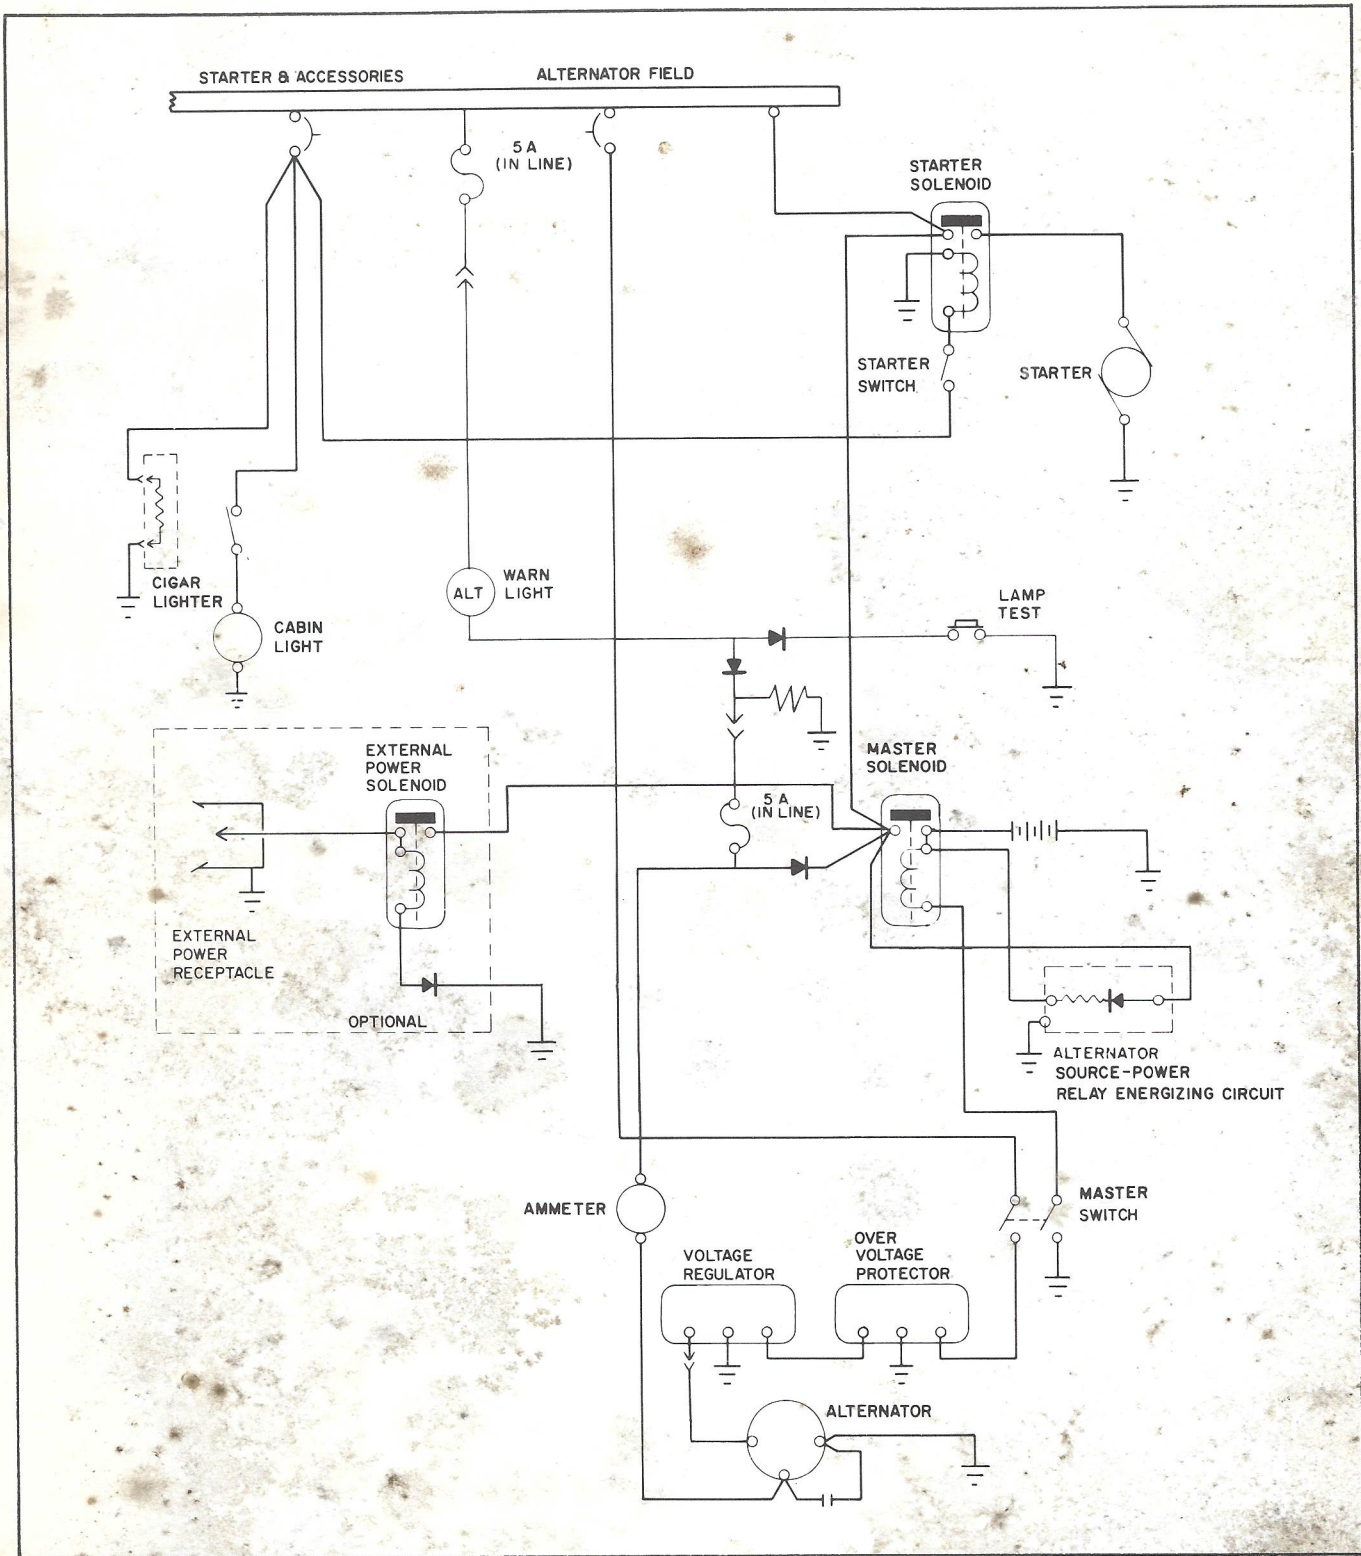 STARTER & ACCESSORIES
ALTERNATOR FIELD
5 A
(IN LINE)
STARTER
SOLENOID
STARTER
SWITCH
STARTER
CIGAR
LIGHTER
CABIN
LIGHT
ALT
WARN
LIGHT
LAMP
TEST
EXTERNAL
POWER
SOLENOID
MASTER
SOLENOID
5 A
(IN LINE)
EXTERNAL
POWER
RECEPTACLE
OPTIONAL
ALTERNATOR
SOURCE-POWER
RELAY ENERGIZING CIRCUIT
AMMETER
MASTER
SWITCH
VOLTAGE
REGULATOR
OVER
VOLTAGE
PROTECTOR
ALTERNATOR